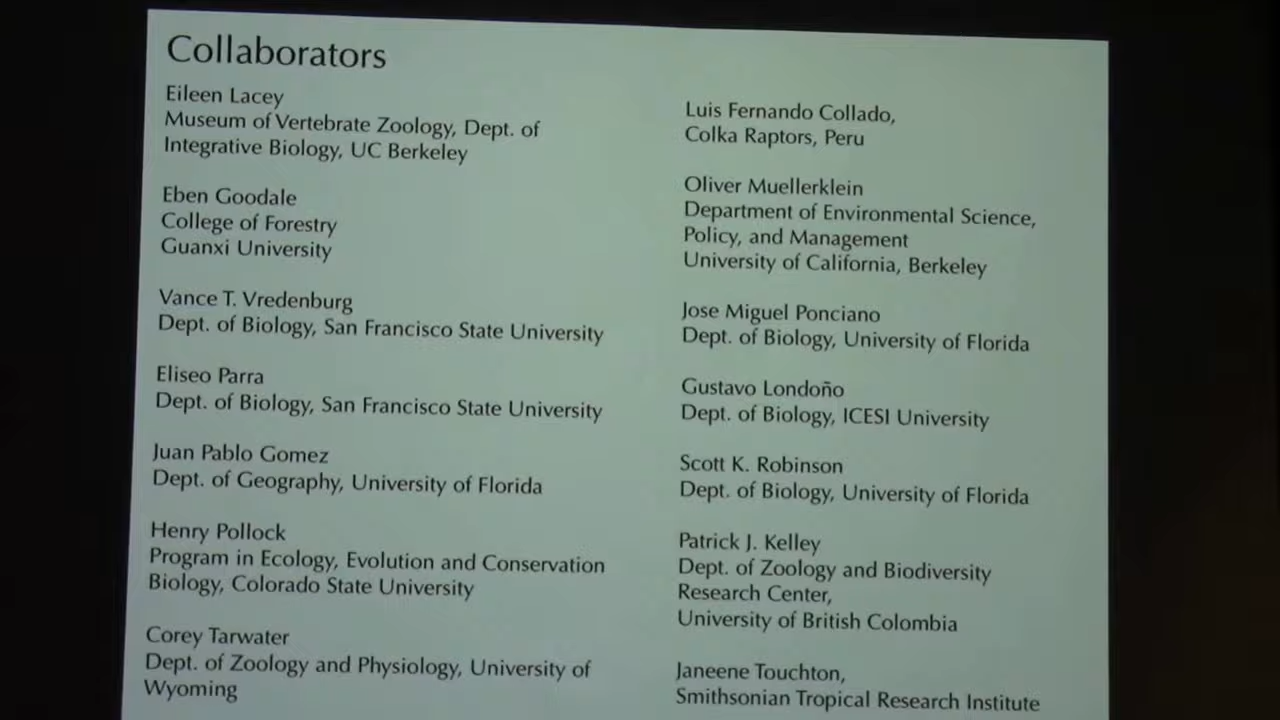 Collaborators
Eileen Lacey
Museum of Vertebrate Zoology, Dept. of
Integrative Biology, UC Berkeley
Eben Goodale
College of Forestry
Guanxi University
Vance T. Vredenburg
Dept. of Biology, San Francisco State University
Eliseo Parra
Dept. of Biology, San Francisco State University
Juan Pablo Gomez
Dept. of Geography, University of Florida
Henry Pollock
Program in Ecology, Evolution and Conservation
Biology, Colorado State University
Corey Tarwater
Dept. of Zoology and Physiology, University of
Wyoming
Luis Fernando Collado,
Colka Raptors, Peru
Oliver Muellerklein
Department of Environmental Science,
Policy, and Management
University of California, Berkeley
Jose Miguel Ponciano
Dept. of Biology, University of Florida
Gustavo Londoño
Dept. of Biology, ICESI University
Scott K. Robinson
Dept. of Biology, University of Florida
Patrick J. Kelley
Dept. of Zoology and Biodiversity
Research Center,
University of British Colombia
Janeene Touchton,
Smithsonian Tropical Research Institute